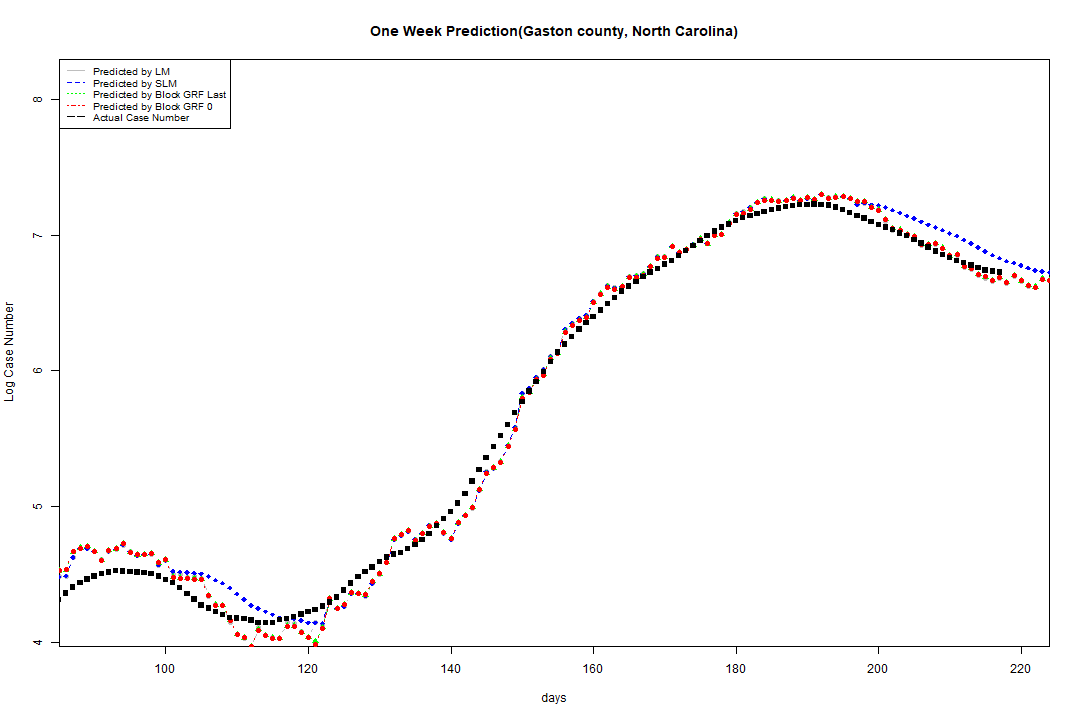 One Week Prediction(Gaston county, North Carolina)
Predicted by LM
Predicted by SLM
Predicted by Block GRF Last
Predicted by Block GRF 0
Actual Case Number
8
7
6
5
4
Log Case Number
100 120 140 160 180 200 220
days